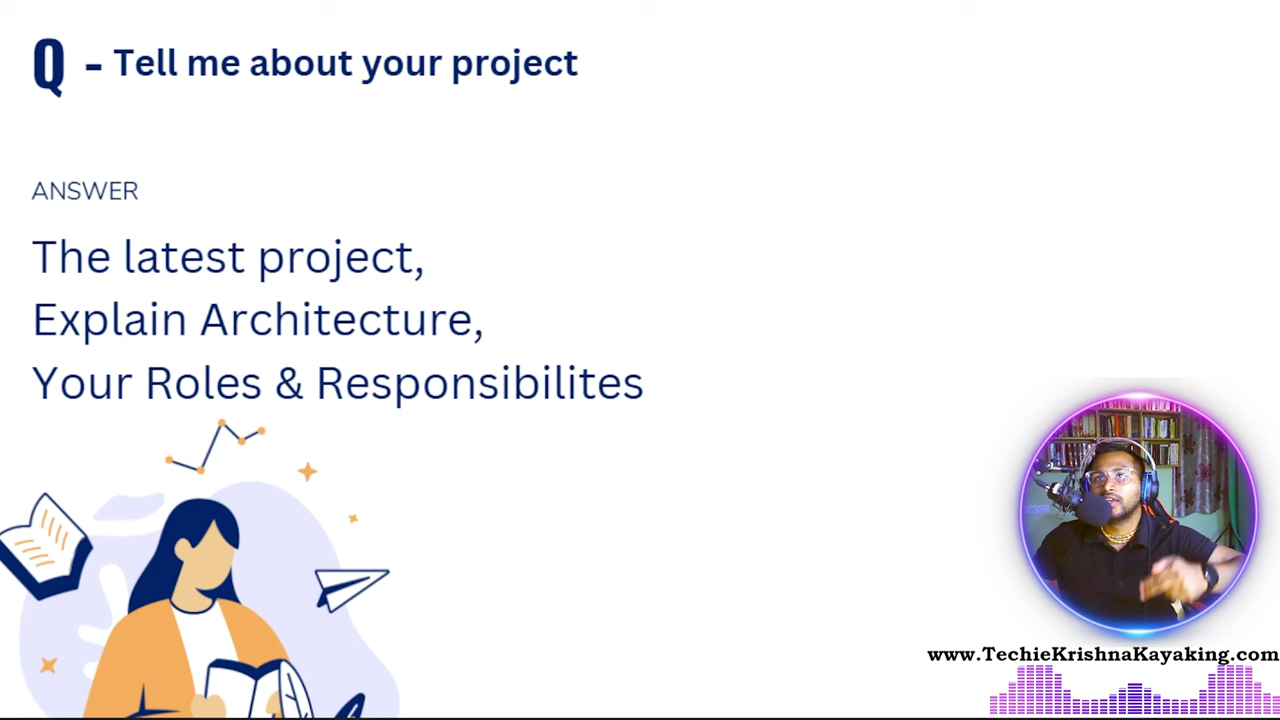 Q - Tell me about your project
ANSWER
The latest project,
Explain Architecture,
Your Roles & Responsibilites
www.TechieKrishnaKayaking.com